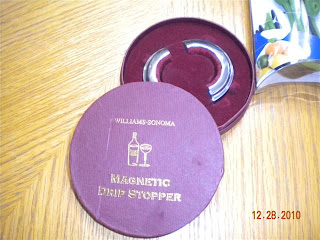 WILLIAMS-SONOMA
MAGNETIC
DRIP STOPPER
12.28.2010